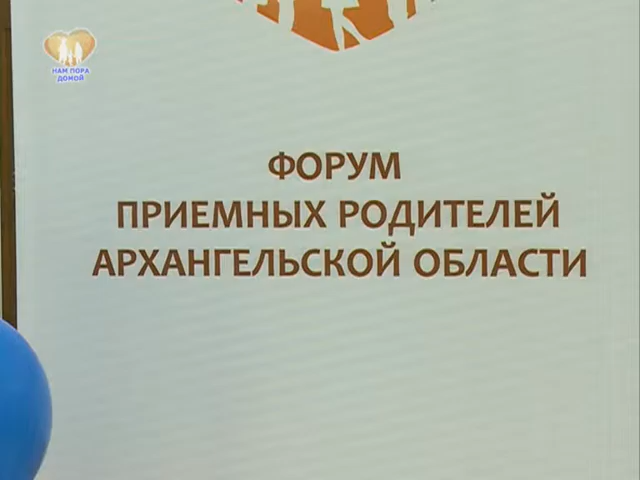 НАМ ПОРА
ДОМОЙ
ФОРУМ
ПРИЕМНЫХ РОДИТЕЛЕЙ
АРХАНГЕЛЬСКОЙ ОБЛАСТИ